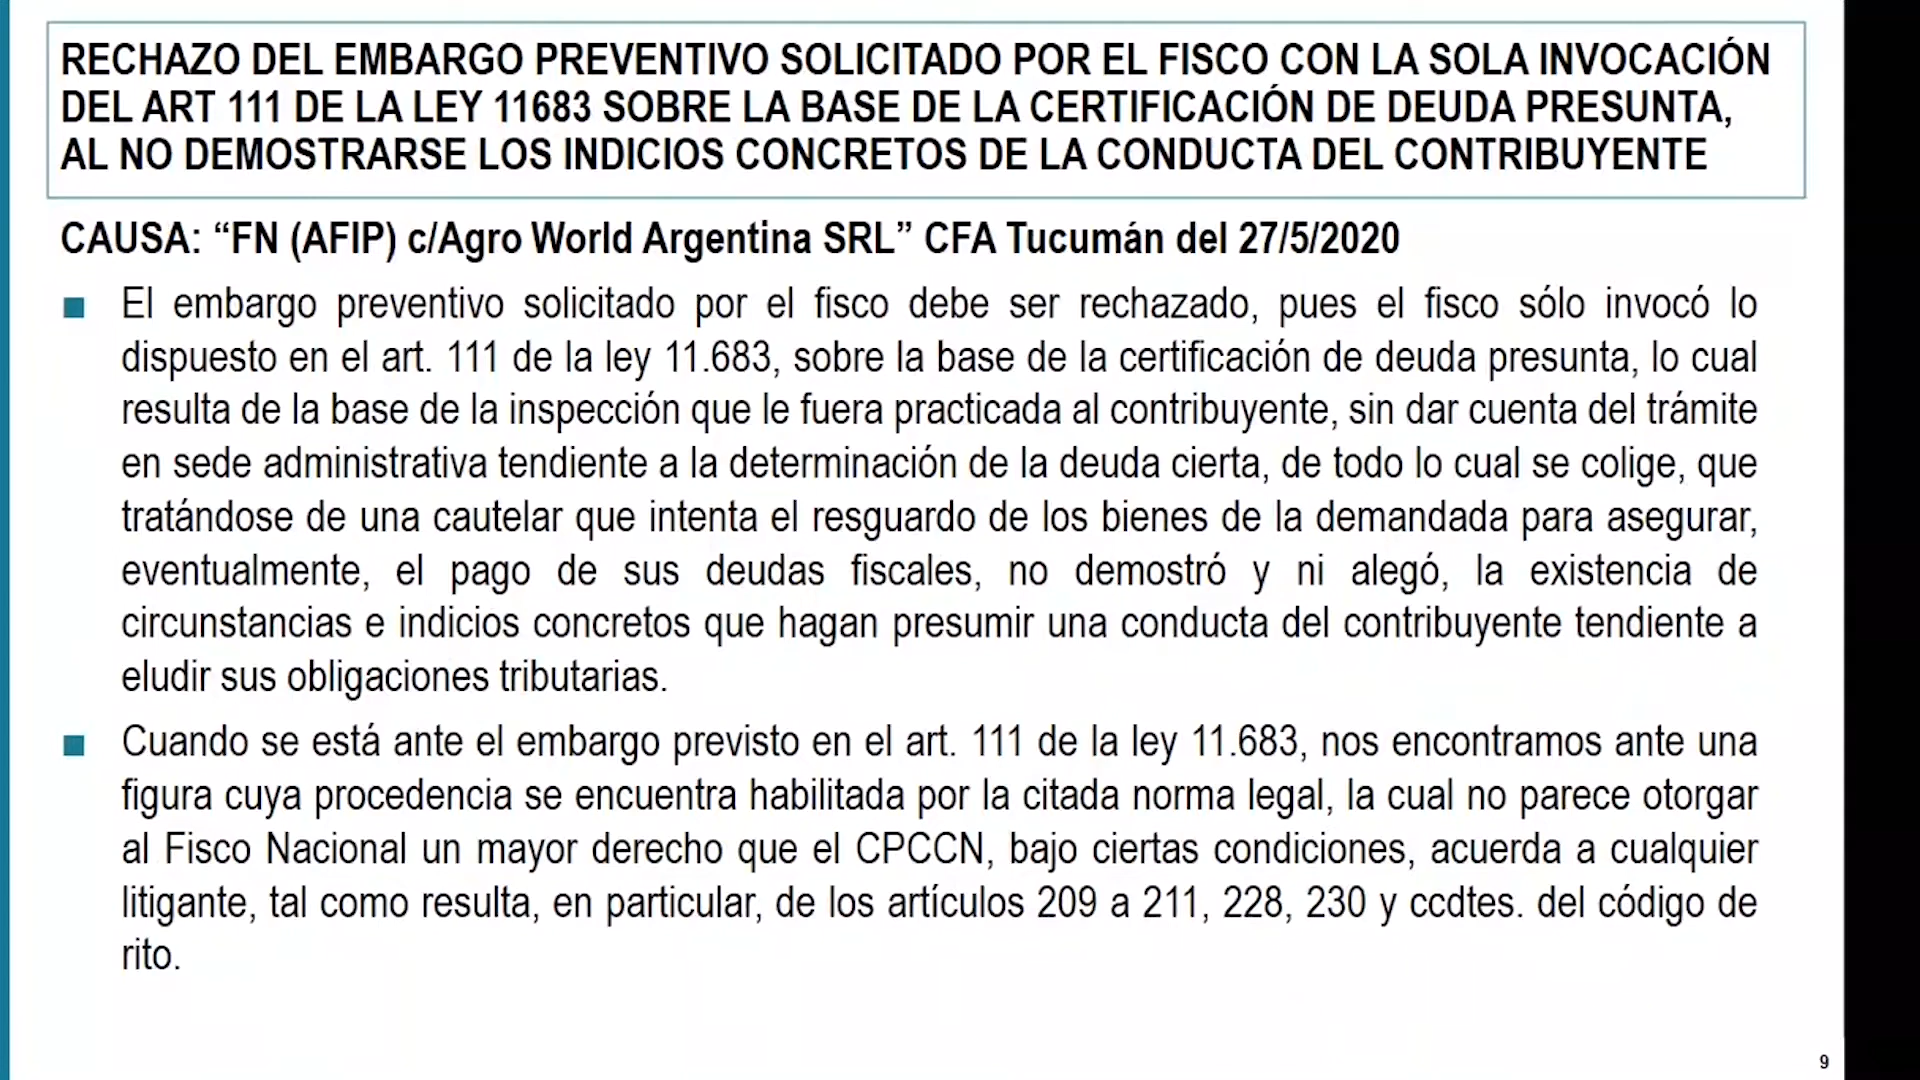 RECHAZO DEL EMBARGO PREVENTIVO SOLICITADO POR EL FISCO CON LA SOLA INVOCACIÓN
DEL ART 111 DE LA LEY 11683 SOBRE LA BASE DE LA CERTIFICACIÓN DE DEUDA PRESUNTA,
AL NO DEMOSTRARSE LOS INDICIOS CONCRETOS DE LA CONDUCTA DEL CONTRIBUYENTE
CAUSA: “FN (AFIP) c/Agro World Argentina SRL” CFA Tucumán del 27/5/2020
■ El embargo preventivo solicitado por el fisco debe ser rechazado, pues el fisco sólo invocó lo
dispuesto en el art. 111 de la ley 11.683, sobre la base de la certificación de deuda presunta, lo cual
resulta de la base de la inspección que le fuera practicada al contribuyente, sin dar cuenta del trámite
en sede administrativa tendiente a la determinación de la deuda cierta, de todo lo cual se colige, que
tratándose de una cautelar que intenta el resguardo de los bienes de la demandada para asegurar,
eventualmente, el pago de sus deudas fiscales, no demostró y ni alegó, la existencia de
circunstancias e indicios concretos que hagan presumir una conducta del contribuyente tendiente a
eludir sus obligaciones tributarias.
■ Cuando se está ante el embargo previsto en el art. 111 de la ley 11.683, nos encontramos ante una
figura cuya procedencia se encuentra habilitada por la citada norma legal, la cual no parece otorgar
al Fisco Nacional un mayor derecho que el CPCCN, bajo ciertas condiciones, acuerda a cualquier
litigante, tal como resulta, en particular, de los artículos 209 a 211, 228, 230 y ccdtes. del código de
rito.
9